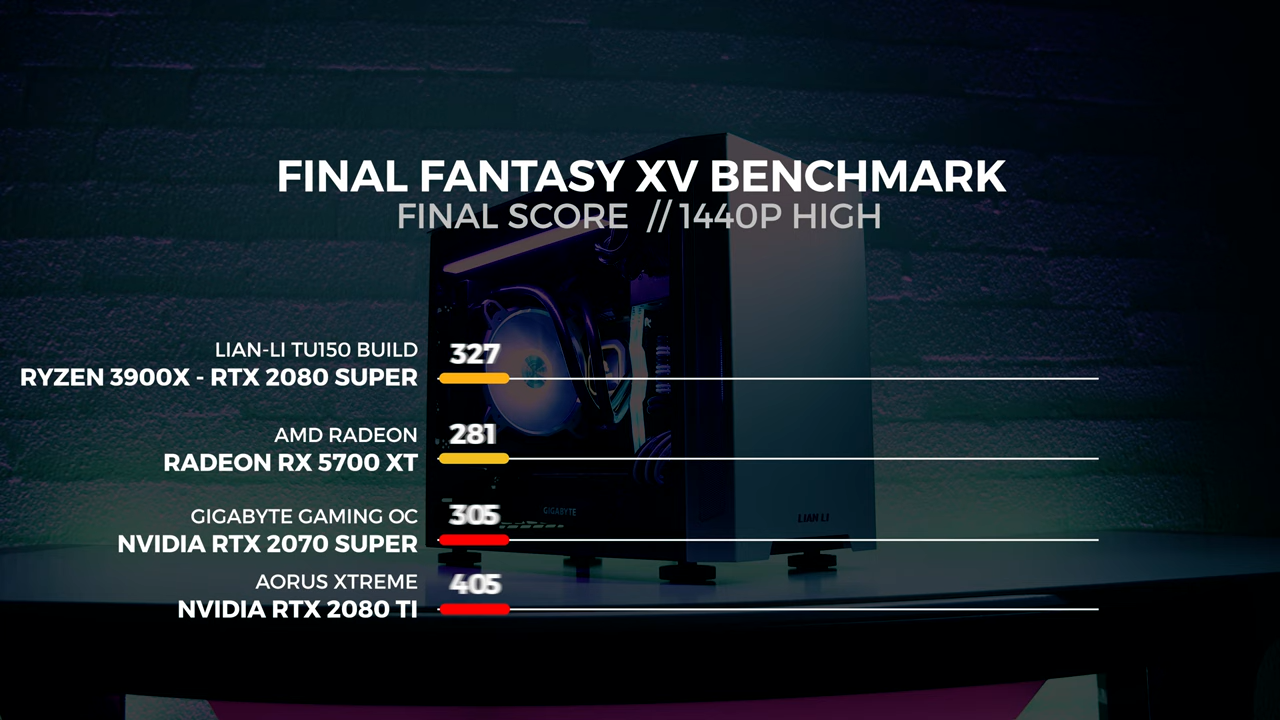 FINAL FANTASY XV BENCHMARK
FINAL SCORE // 1440P HIGH
LIAN-LI TU150 BUILD
327
RYZEN 3900X - RTX 2080 SUPER
AMD RADEON
281
RADEON RX 5700 XT
GIGABYTE GAMING OC
305
NVIDIA RTX 2070 SUPER
AORUS XTREME
405
NVIDIA RTX 2080 TI
GIGABYTE
LIAN LI